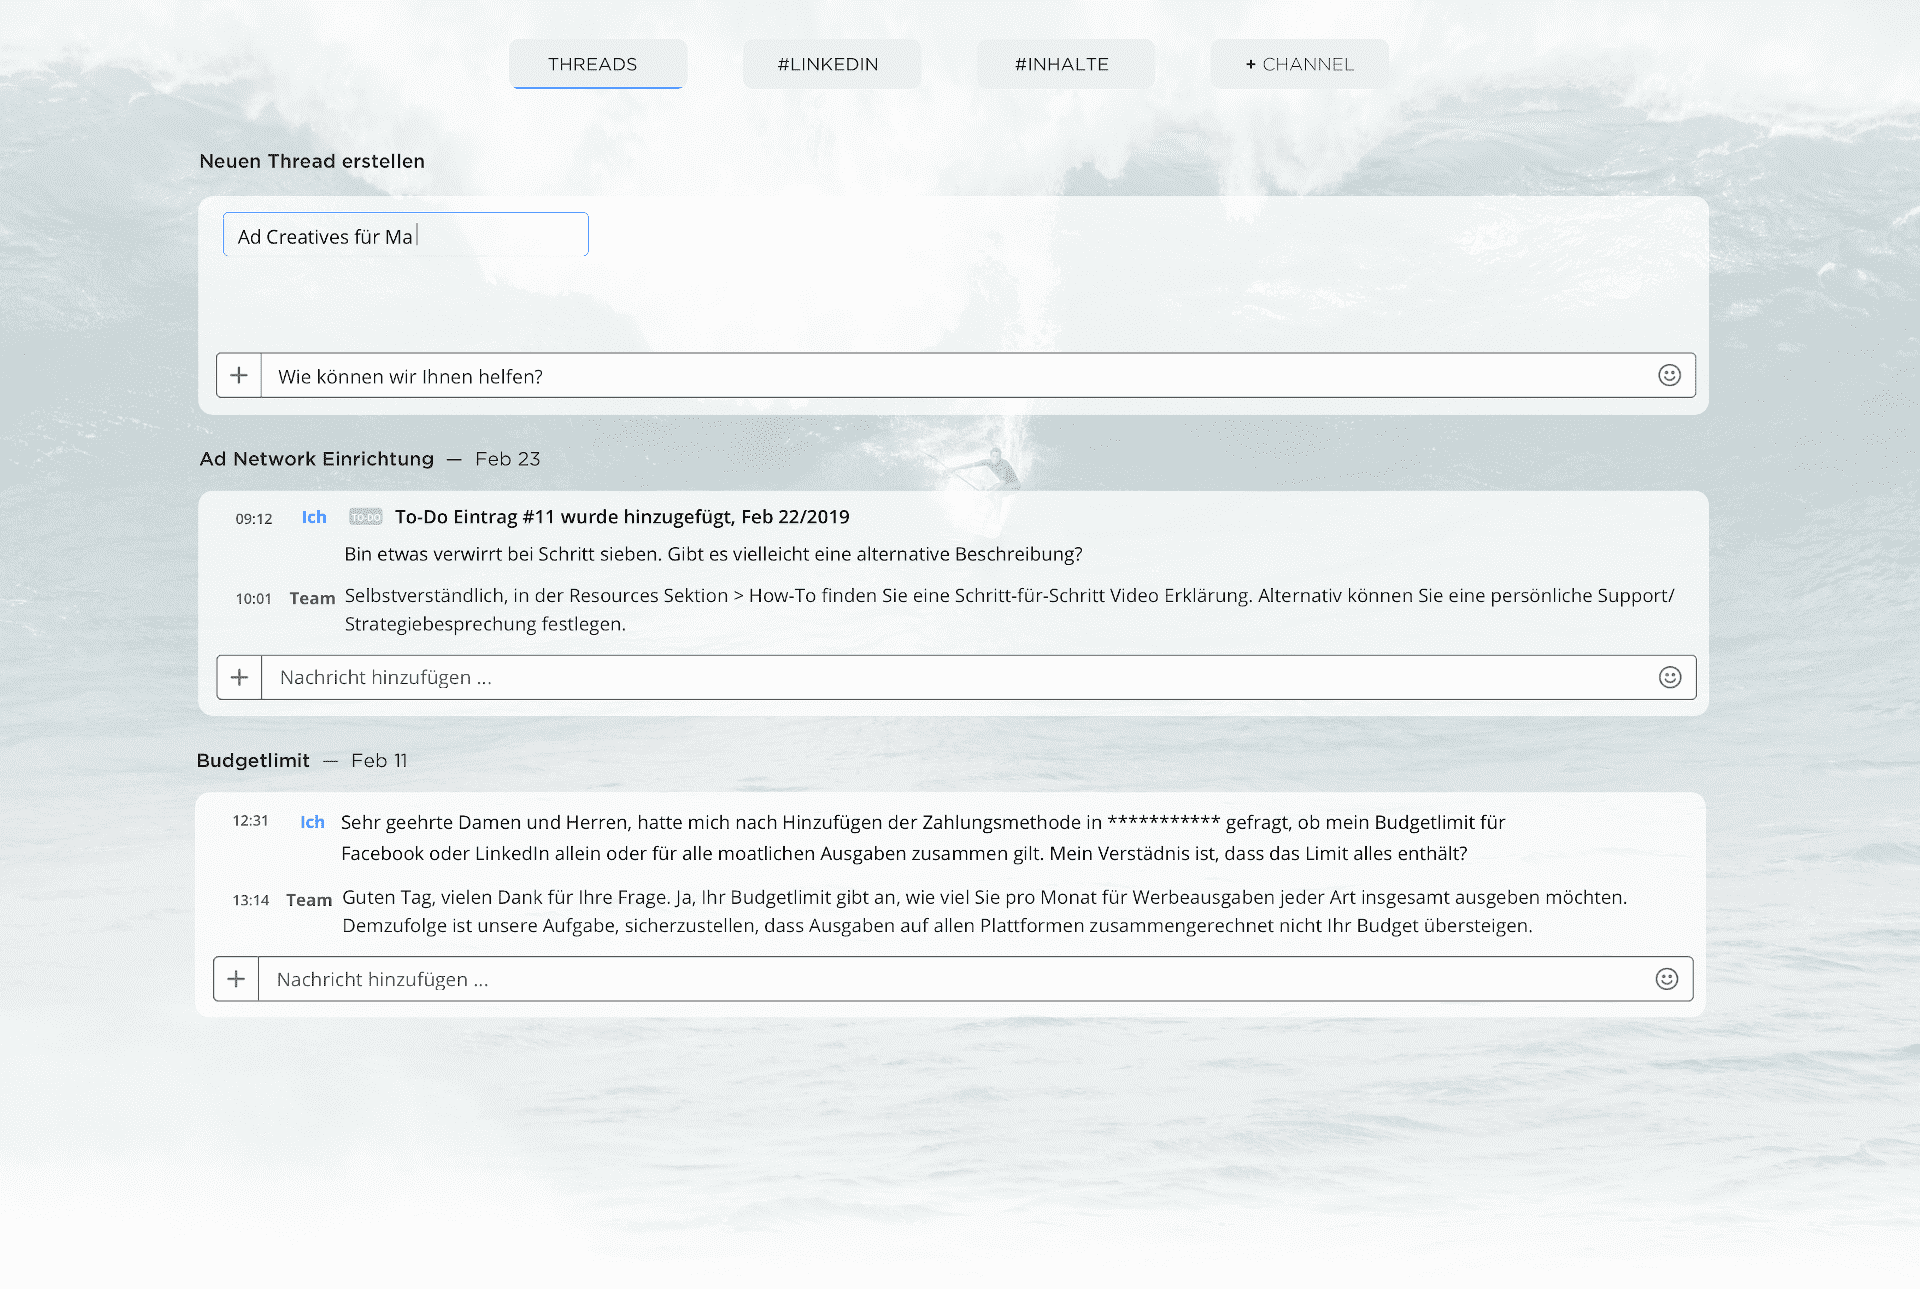 THREADS
#LINKEDIN
#INHALTE
+ CHANNEL
Neuen Thread erstellen
Ad Creatives für Ma
Wie können wir Ihnen helfen?
Ad Network Einrichtung — Feb 23
09:12 Ich TO-DO To-Do Eintrag #11 wurde hinzugefügt, Feb 22/2019
Bin etwas verwirrt bei Schritt sieben. Gibt es vielleicht eine alternative Beschreibung?
10:01 Team Selbstverständlich, in der Resources Sektion > How-To finden Sie eine Schritt-für-Schritt Video Erklärung. Alternativ können Sie eine persönliche Support/
Strategiebesprechung festlegen.
Nachricht hinzufügen ...
Budgetlimit — Feb 11
12:31 Ich Sehr geehrte Damen und Herren, hatte mich nach Hinzufügen der Zahlungsmethode in *********** gefragt, ob mein Budgetlimit für
Facebook oder LinkedIn allein oder für alle moatlichen Ausgaben zusammen gilt. Mein Verstädnis ist, dass das Limit alles enthält?
13:14 Team Guten Tag, vielen Dank für Ihre Frage. Ja, Ihr Budgetlimit gibt an, wie viel Sie pro Monat für Werbeausgaben jeder Art insgesamt ausgeben möchten.
Demzufolge ist unsere Aufgabe, sicherzustellen, dass Ausgaben auf allen Plattformen zusammengerechnet nicht Ihr Budget übersteigen.
Nachricht hinzufügen ...